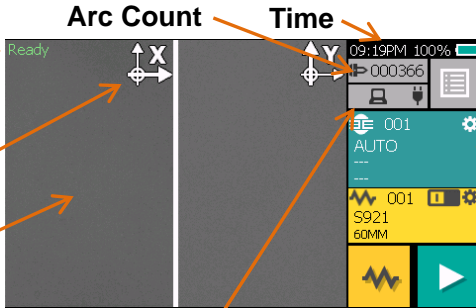 Arc Count
Time
Ready
X
Y
09:19PM 100%
000366
001
AUTO
---
---
001
S921
60MM